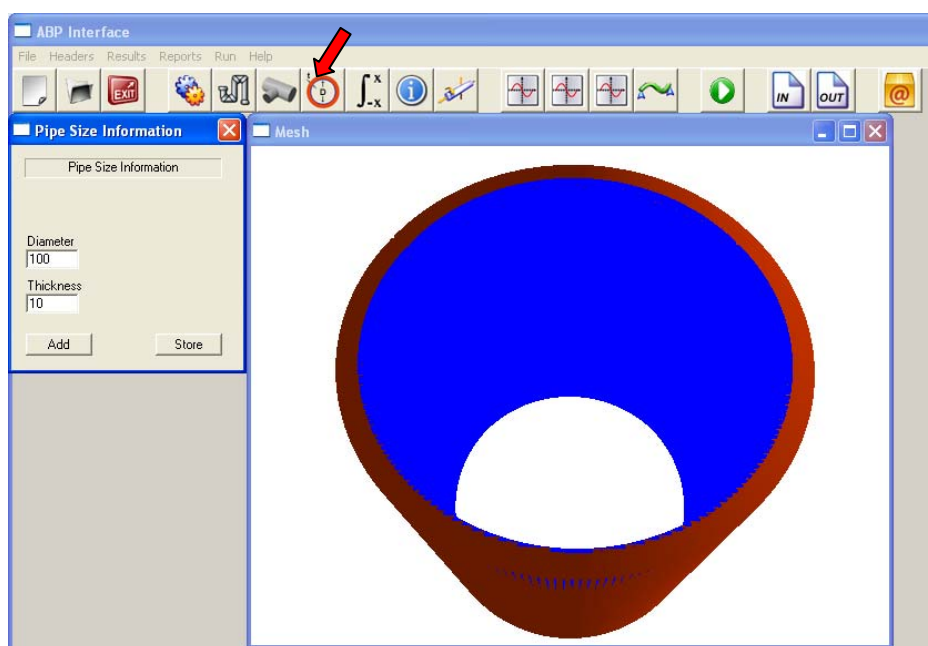 ABP Interface
File Headers Results Reports Run Help
EXIT
x
-x
i
IN
OUT
@
Pipe Size Information
Mesh
Pipe Size Information
Diameter
100
Thickness
10
Add
Store